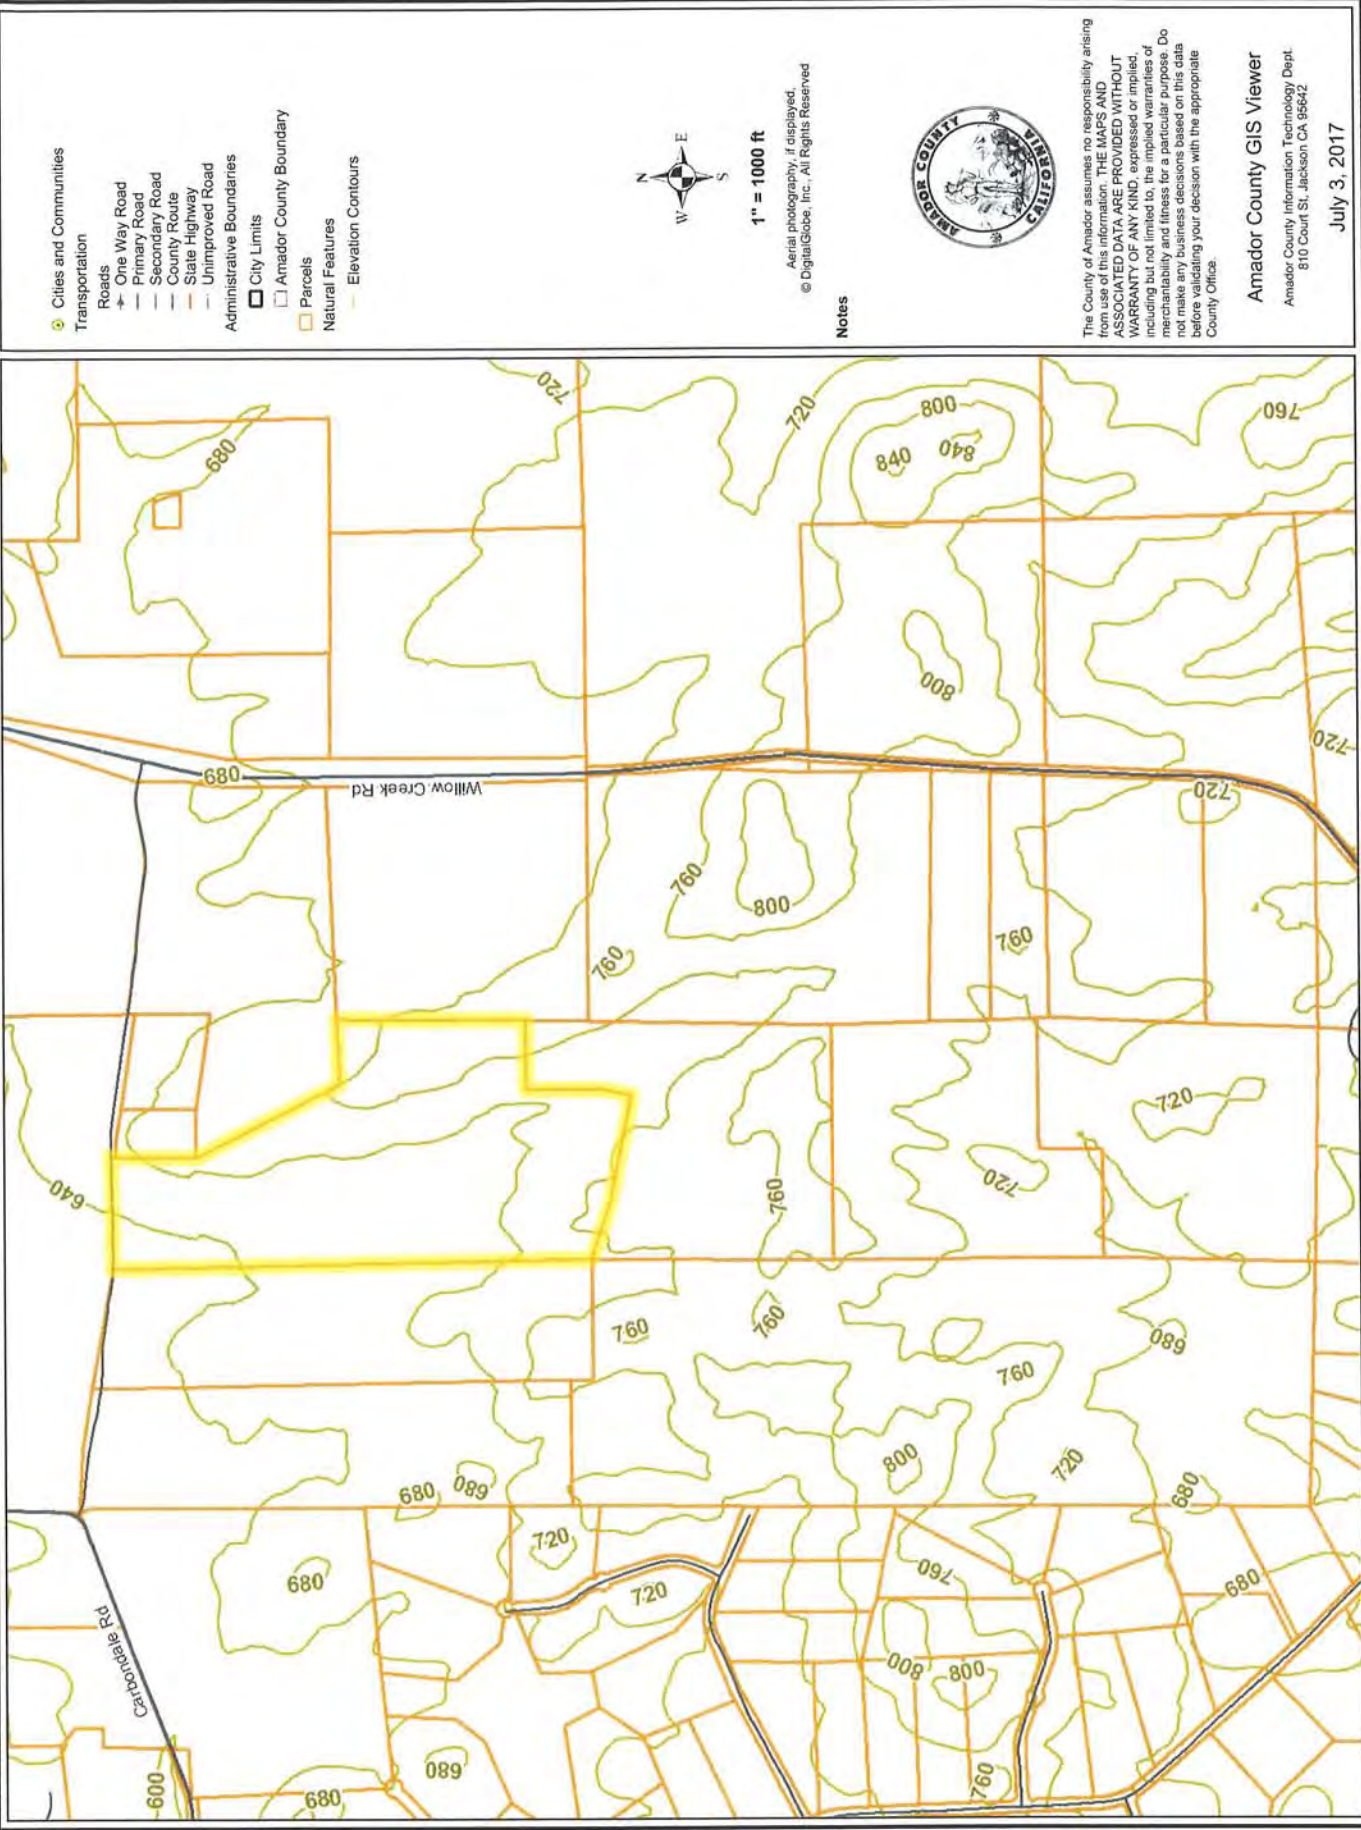 Cities and Communities
Transportation
Roads
One Way Road
Primary Road
Secondary Road
County Route
State Highway
Unimproved Road
Administrative Boundaries
City Limits
Amador County Boundary
Parcels
Natural Features
Elevation Contours
N
W
E
S
1" = 1000 ft
Aerial photography, if displayed,
© DigitalGlobe, Inc., All Rights Reserved
Notes
AMADOR COUNTY
CALIFORNIA
The County of Amador assumes no responsibility arising
from use of this information. THE MAPS AND
ASSOCIATED DATA ARE PROVIDED WITHOUT
WARRANTY OF ANY KIND, expressed or implied,
including but not limited to, the implied warranties of
merchantability and fitness for a particular purpose. Do
not make any business decisions based on this data
before validating your decision with the appropriate
County Office.
Amador County GIS Viewer
Amador County Information Technology Dept.
810 Court St, Jackson CA 95642
July 3, 2017
720
680
720
800
760
840
840
800
720
680
Willow Creek Rd
720
760
800
760
760
640
720
760
720
760
760
680
760
680
680
800
720
680
720
680
720
760
680
Carbondale Rd
800
800
600
680
680
760